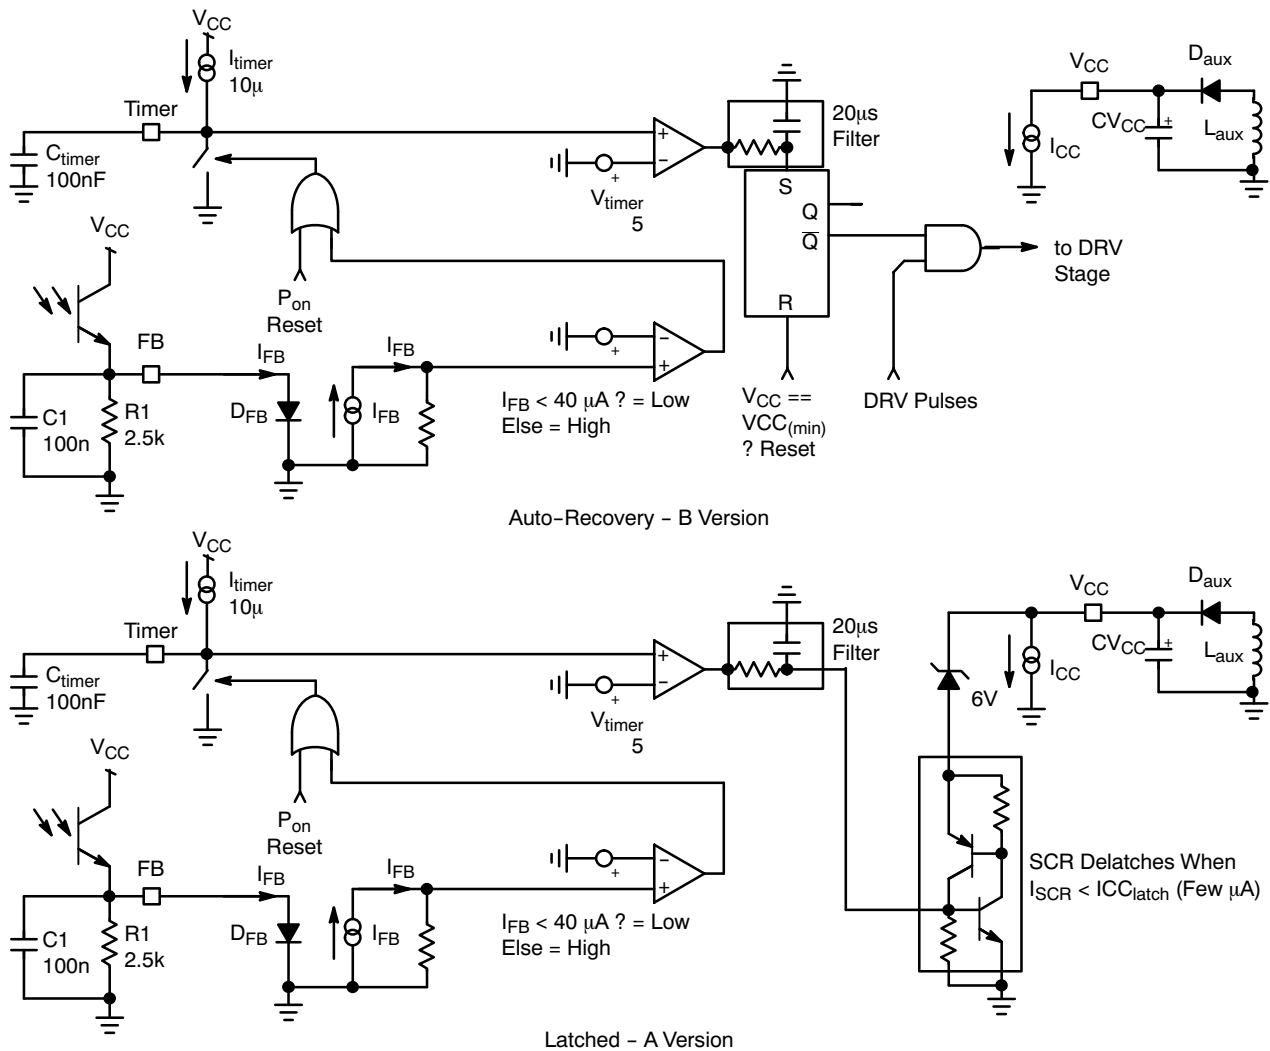 VCC
Itimer
10μ
Timer
Ctimer
100nF
+
−
+
Vtimer
5
20μs
Filter
VCC
Daux
CVCC
+
Laux
ICC
S
Q
Q̅
R
to DRV
Stage
VCC
Pon
Reset
FB
IFB
IFB
−
+
+
C1
100n
R1
2.5k
DFB
IFB
IFB < 40 μA ? = Low
Else = High
VCC ==
VCC(min)
? Reset
DRV Pulses
Auto-Recovery - B Version
VCC
Itimer
10μ
Timer
Ctimer
100nF
+
−
+
Vtimer
5
20μs
Filter
VCC
Daux
CVCC
+
Laux
ICC
6V
VCC
Pon
Reset
FB
IFB
IFB
−
+
+
C1
100n
R1
2.5k
DFB
IFB
IFB < 40 μA ? = Low
Else = High
SCR Delatches When
ISCR < ICClatch (Few μA)
Latched - A Version